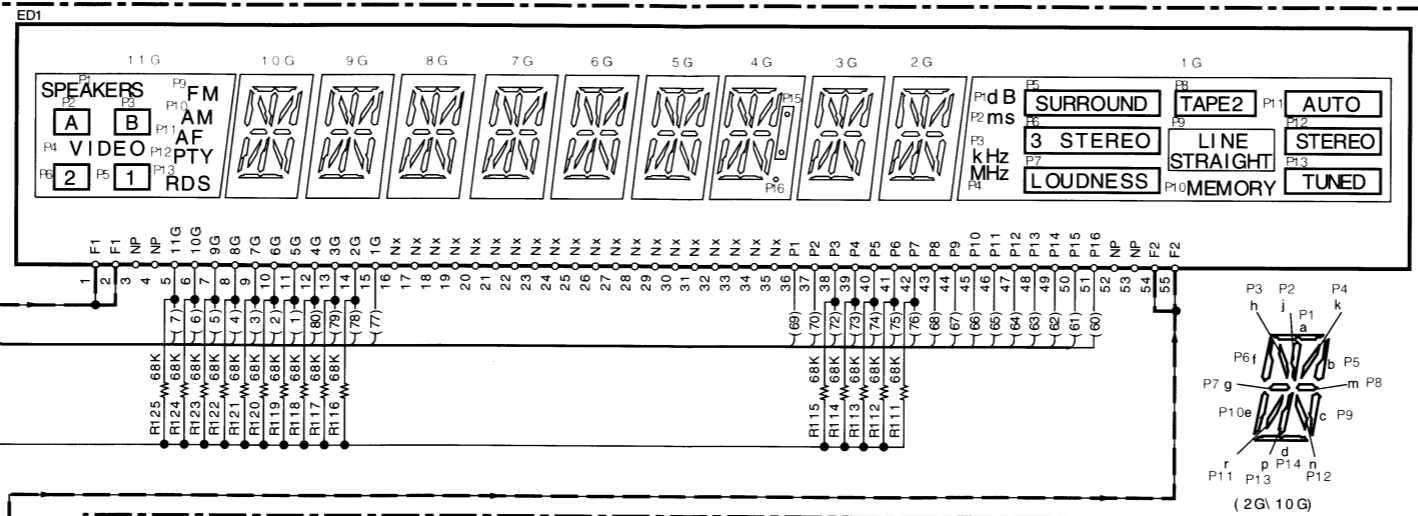 ED1
11G 10G 9G 8G 7G 6G 5G 4G 3G 2G 1G
P1
SPEAKERS
P2 P3
A B
P4 VIDEO
P6 2 P5 1
P9 FM
P10 AM
P11 AF
P12 PTY
P13 RDS
P15
P16
P1 dB
P2 ms
P3 kHz
MHz
P4
P5
SURROUND
P6
3 STEREO
P7
LOUDNESS
P8
TAPE2
P9
LINE
STRAIGHT
P10 MEMORY
P11 AUTO
P12
STEREO
P13
TUNED
F1 F1 NP NP 11G 10G 9G 8G 7G 6G 5G 4G 3G 2G 1G Nx Nx Nx Nx Nx Nx Nx Nx Nx Nx Nx Nx Nx Nx Nx Nx Nx Nx Nx Nx P1 P2 P3 P4 P5 P6 P7 P8 P9 P10 P11 P12 P13 P14 P15 P16 NP NP F2 F2
1 2 3 4 5 6 7 8 9 10 11 12 13 14 15 16 17 18 19 20 21 22 23 24 25 26 27 28 29 30 31 32 33 34 35 36 37 38 39 40 41 42 43 44 45 46 47 48 49 50 51 52 53 54 55
(7) (6) (5) (4) (3) (2) (1) (80) (79) (78) (77) (69) (70) (72) (73) (74) (75) (76) (68) (67) (66) (65) (64) (63) (62) (61) (60)
68K 68K 68K 68K 68K 68K 68K 68K 68K 68K 68K 68K 68K 68K 68K
R125 R124 R123 R122 R121 R120 R119 R118 R117 R116 R115 R114 R113 R112 R111
P3 P2 P4
h j k
P1
a
P6 f b P5
P7 g m P8
P10 e c P9
d
r p P14 n
P11 P13 P12
(2G\10G)